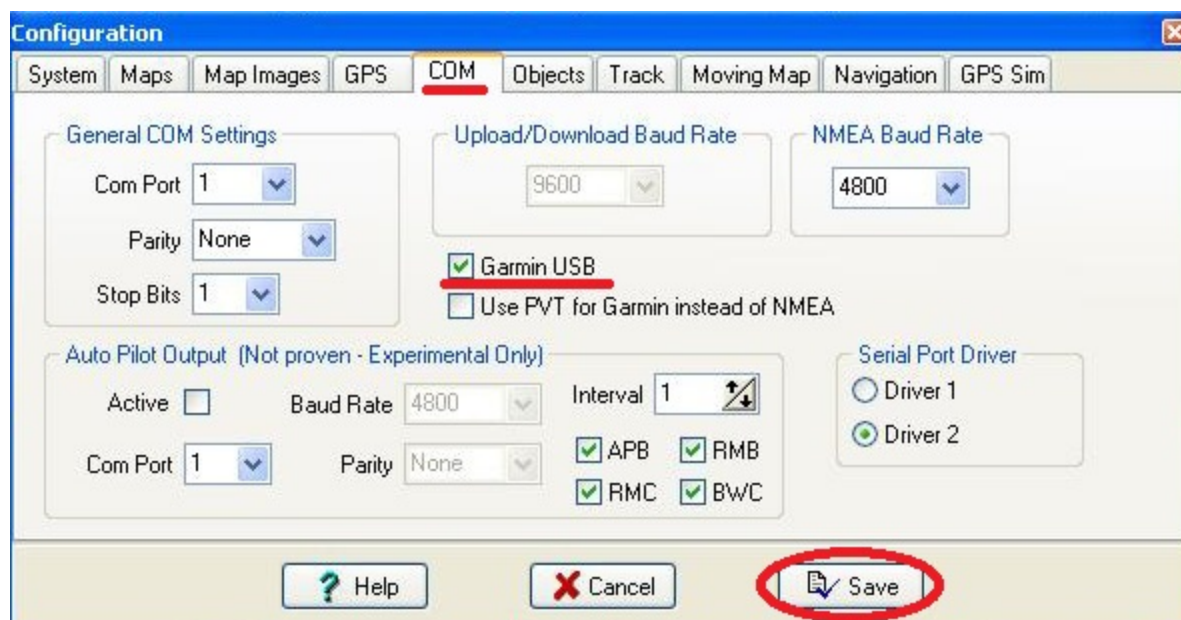 Configuration
System Maps Map Images GPS COM Objects Track Moving Map Navigation GPS Sim
General COM Settings
Com Port 1
Parity None
Stop Bits 1
Upload/Download Baud Rate
9600
NMEA Baud Rate
4800
Garmin USB
Use PVT for Garmin instead of NMEA
Auto Pilot Output (Not proven - Experimental Only)
Active Baud Rate 4800 Interval 1
Com Port 1 Parity None
APB RMB
RMC BWC
Serial Port Driver
Driver 1
Driver 2
Help Cancel Save